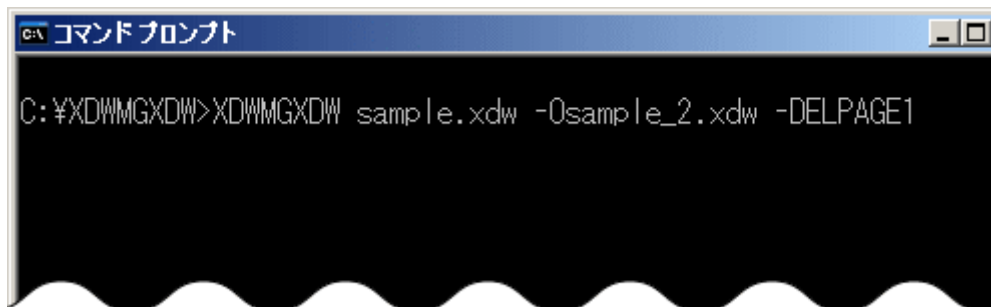 コマンド プロンプト
C:¥XDWMGXDW>XDWMGXDW sample.xdw -Osample_2.xdw -DELPAGE1